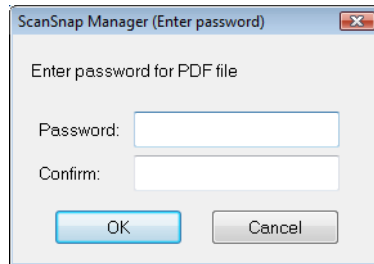 ScanSnap Manager (Enter password)
Enter password for PDF file
Password:
Confirm:
OK Cancel